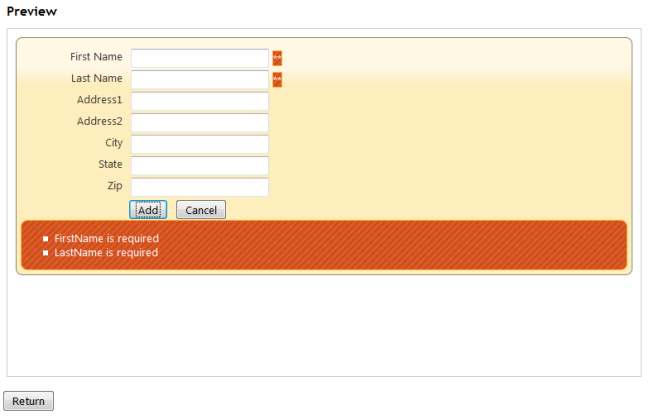 Preview
First Name **
Last Name **
Address1
Address2
City
State
Zip
Add Cancel
FirstName is required
LastName is required
Return